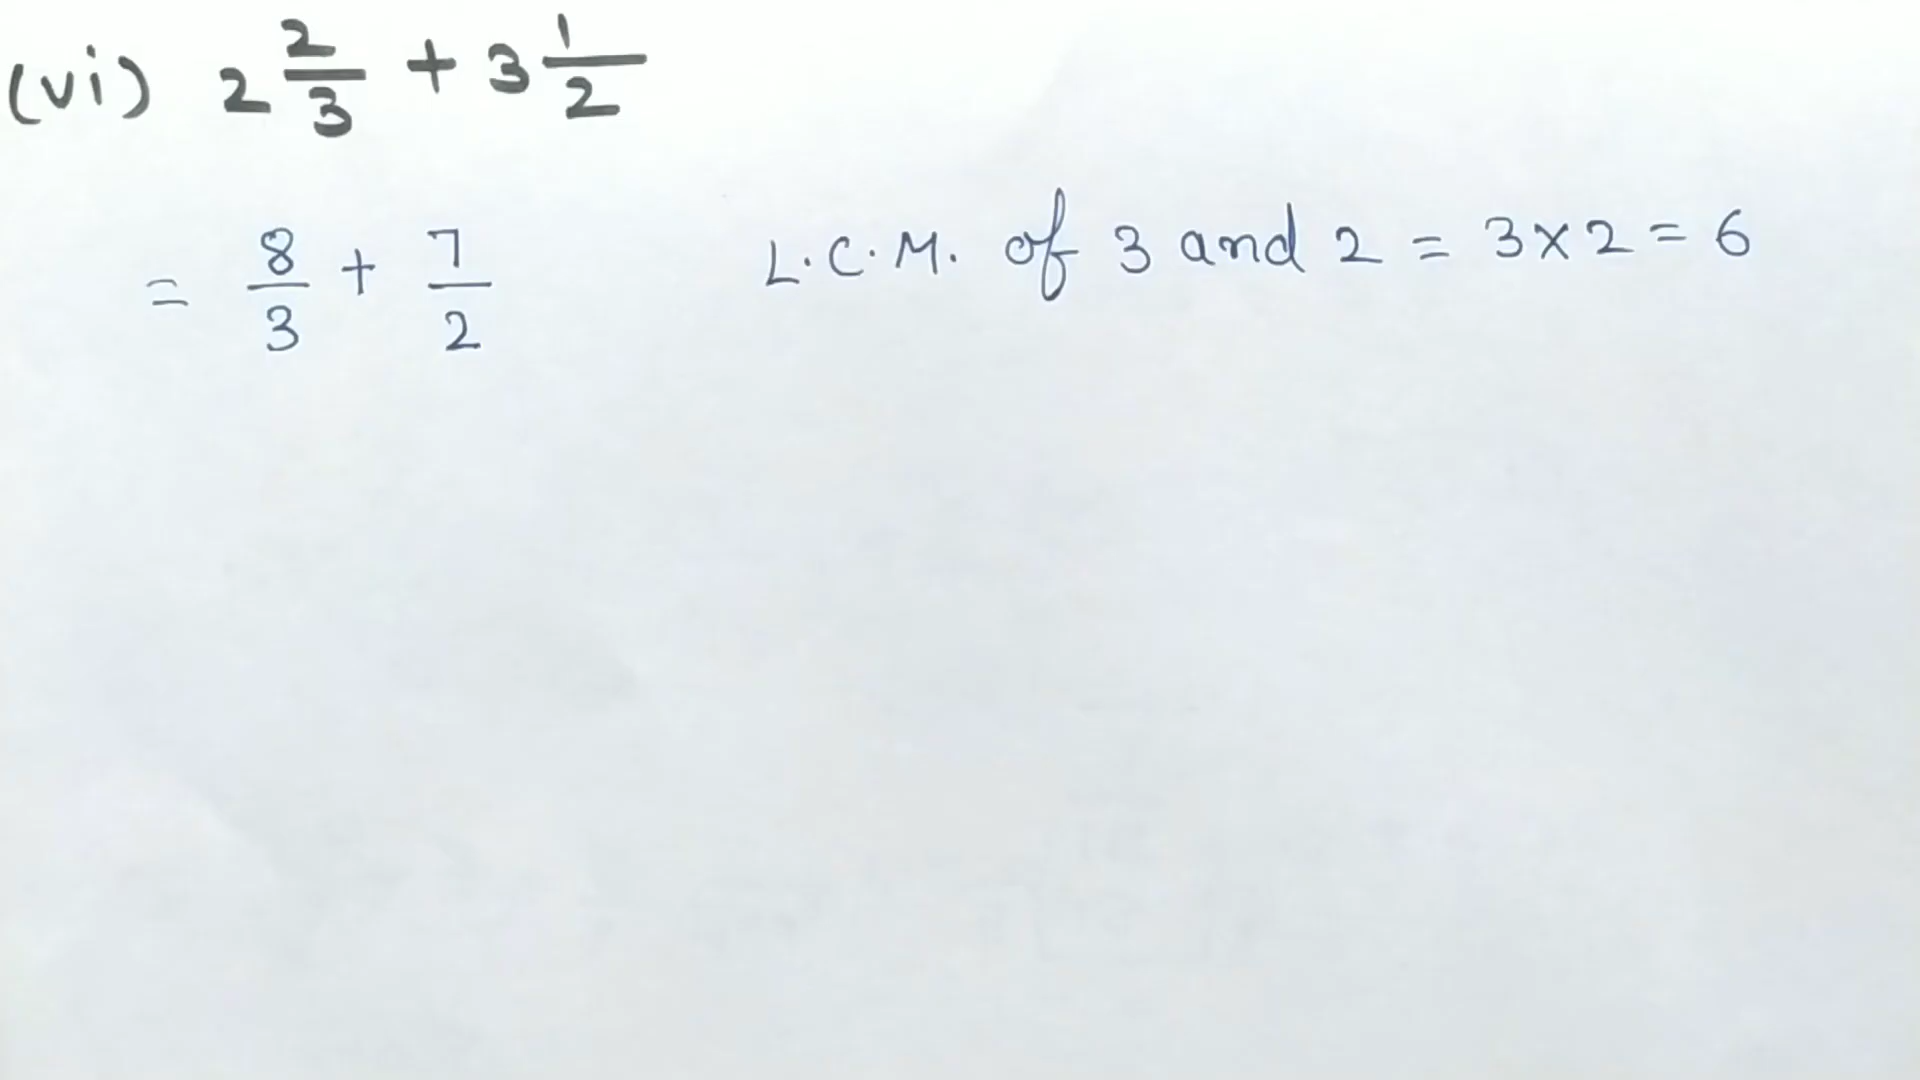 (vi) 2 2/3 + 3 1/2
= 8/3 + 7/2 L.C.M. of 3 and 2 = 3×2 = 6